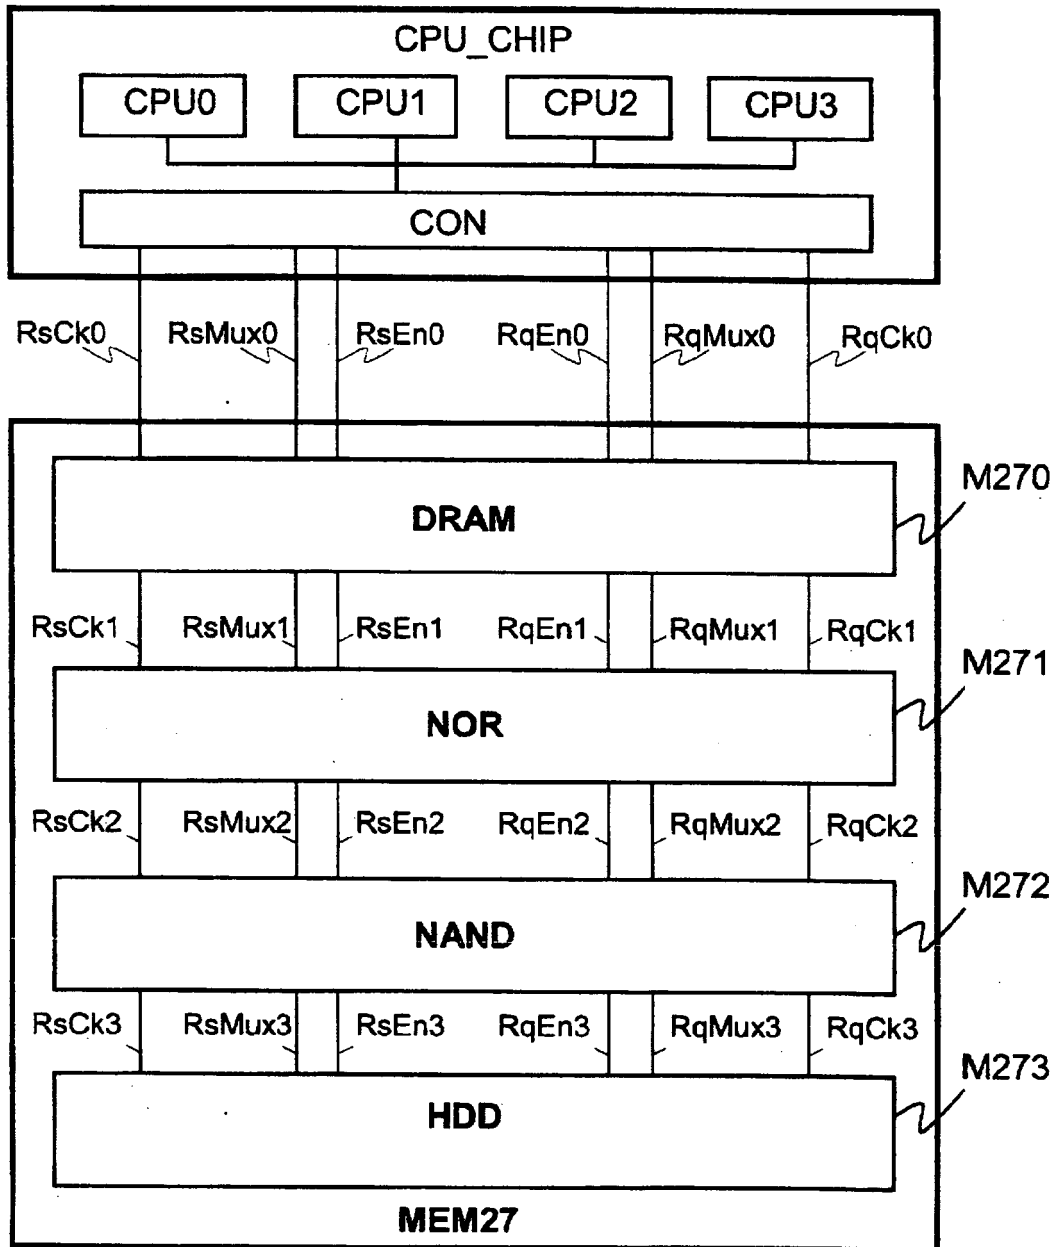 CPU_CHIP
CPU0 CPU1 CPU2 CPU3
CON
RsCk0 RsMux0 RsEn0 RqEn0 RqMux0 RqCk0
M270
DRAM
RsCk1 RsMux1 RsEn1 RqEn1 RqMux1 RqCk1
M271
NOR
RsCk2 RsMux2 RsEn2 RqEn2 RqMux2 RqCk2
M272
NAND
RsCk3 RsMux3 RsEn3 RqEn3 RqMux3 RqCk3
M273
HDD
MEM27